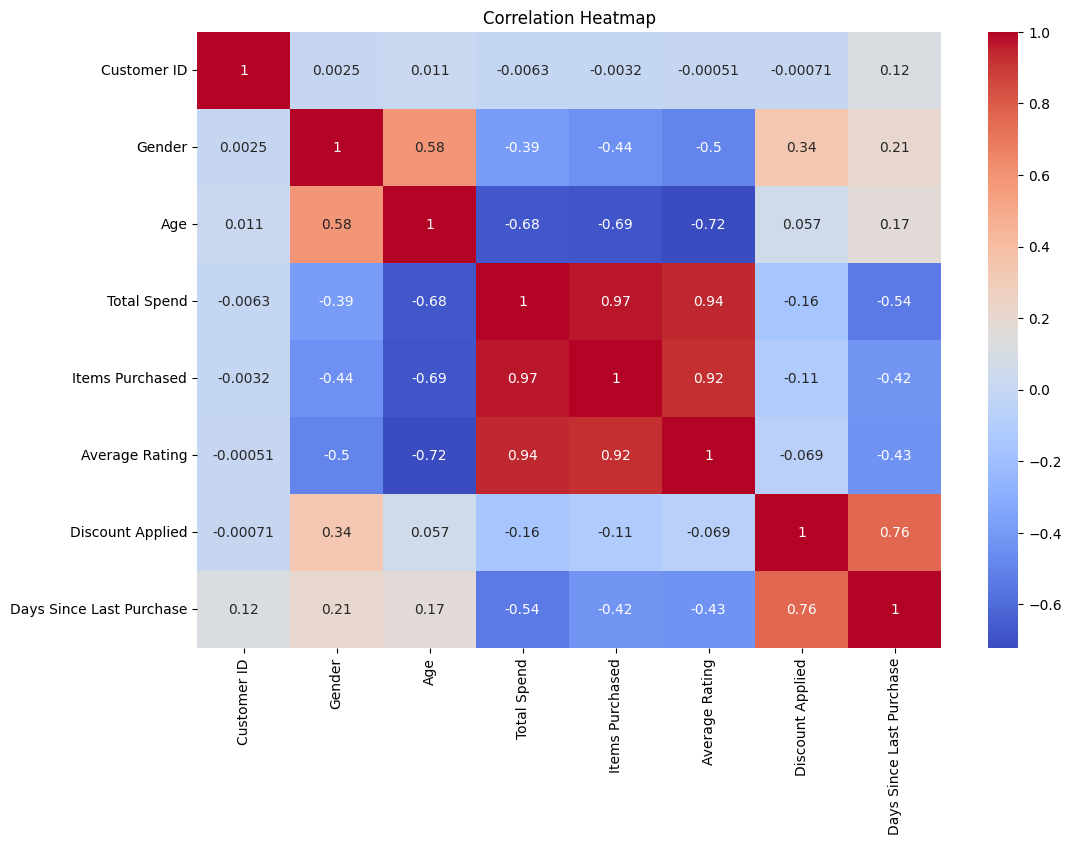 Correlation Heatmap
Customer ID 1 0.0025 0.011 -0.0063 -0.0032 -0.00051 -0.00071 0.12
Gender 0.0025 1 0.58 -0.39 -0.44 -0.5 0.34 0.21
Age 0.011 0.58 1 -0.68 -0.69 -0.72 0.057 0.17
Total Spend -0.0063 -0.39 -0.68 1 0.97 0.94 -0.16 -0.54
Items Purchased -0.0032 -0.44 -0.69 0.97 1 0.92 -0.11 -0.42
Average Rating -0.00051 -0.5 -0.72 0.94 0.92 1 -0.069 -0.43
Discount Applied -0.00071 0.34 0.057 -0.16 -0.11 -0.069 1 0.76
Days Since Last Purchase 0.12 0.21 0.17 -0.54 -0.42 -0.43 0.76 1
Customer ID
Gender
Age
Total Spend
Items Purchased
Average Rating
Discount Applied
Days Since Last Purchase
1.0
0.8
0.6
0.4
0.2
0.0
−0.2
−0.4
−0.6